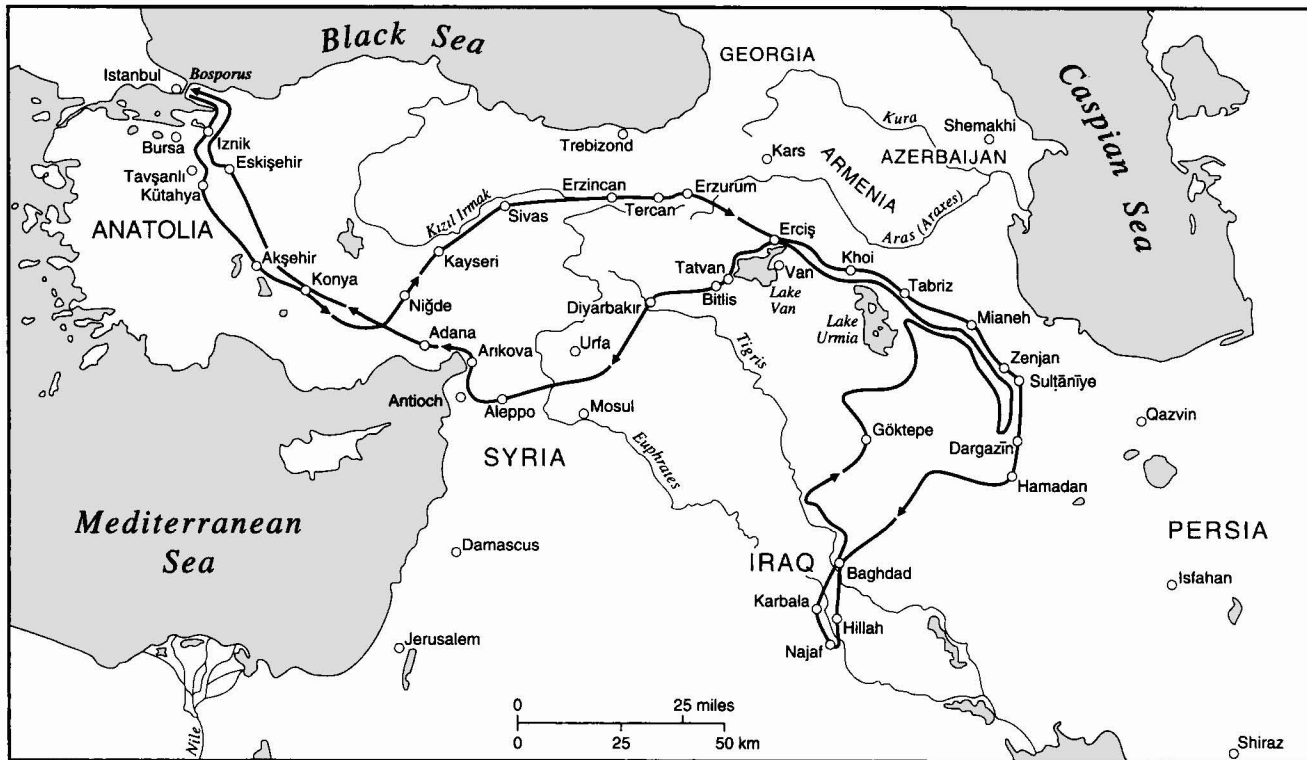 Black Sea
GEORGIA
Caspian
Sea
Istanbul
Bosporus
Iznik
Bursa
Eskişehir
Tavşanlı
Kütahya
ANATOLIA
Akşehir
Konya
Trebizond
Kars
Kura
Shemakhi
ARMENIA
AZERBAIJAN
Aras (Araxes)
Erzincan
Tercan
Erzurum
Kızıl Irmak
Sivas
Kayseri
Niğde
Adana
Arıkova
Erciş
Tatvan
Van
Bitlis
Lake
Van
Diyarbakır
Khoi
Tabriz
Lake
Urmia
Mianeh
Zenjan
Sulṭānīye
Urfa
Tigris
Antioch
Aleppo
Mosul
Qazvin
Göktepe
Dargazīn
Hamadan
SYRIA
Euphrates
Mediterranean
Sea
Damascus
PERSIA
IRAQ
Baghdad
Isfahan
Karbala
Hillah
Najaf
Jerusalem
Nile
0 25 miles
0 25 50 km
Shiraz